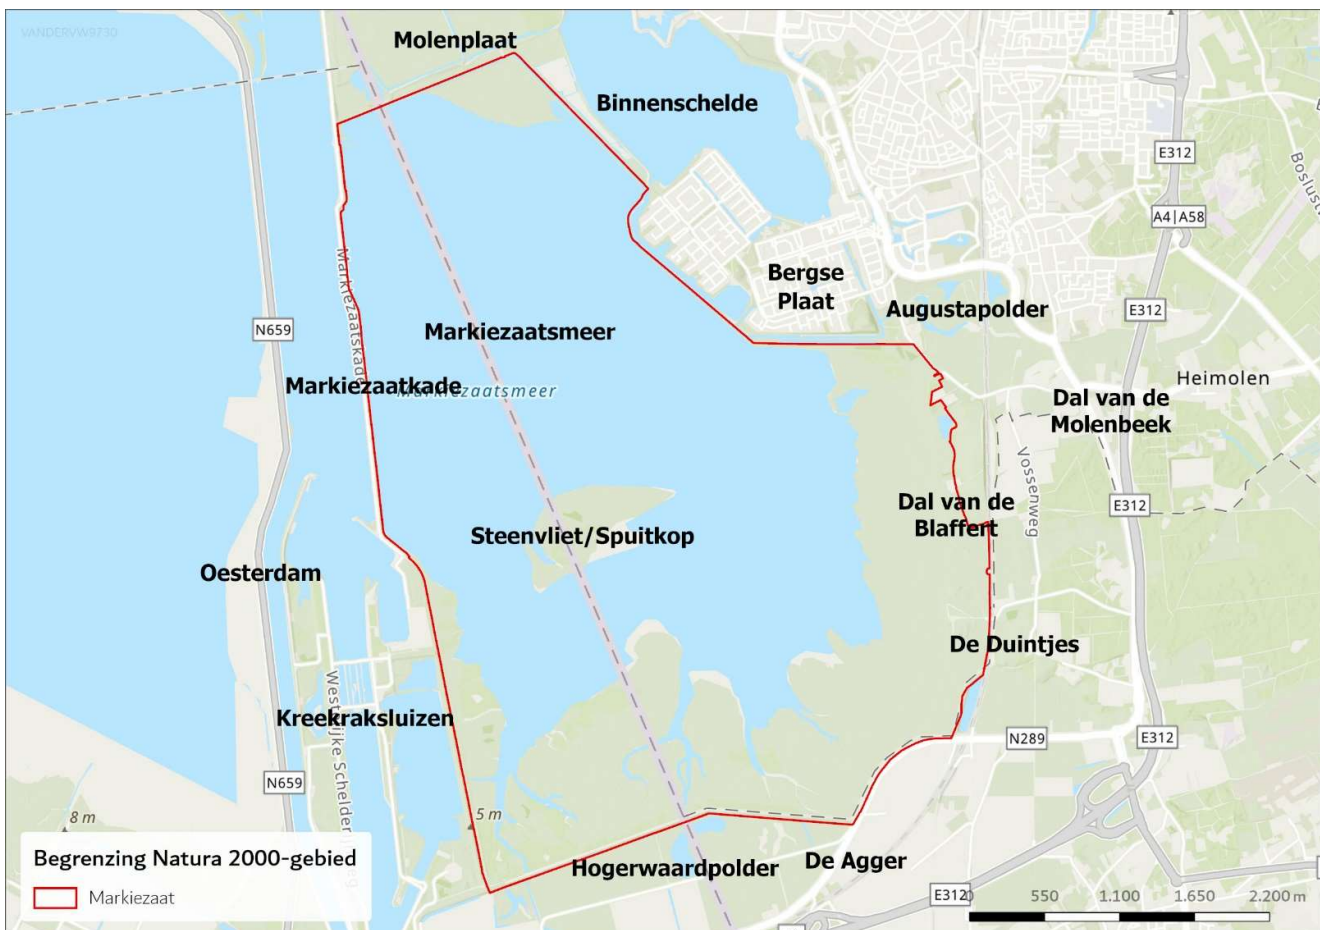 VANDERVW9730
Molenplaat
Binnenschelde
E312
Boslust
A4|A58
Bergse
Plaat
Augustapolder
Markiezaatskade
N659
Markiezaatsmeer
E312
Markiezaatkade
Markiezaatsmeer
Heimolen
Dal van de
Molenbeek
Vossenweg
Dal van de
Blaffert
E312
Steenvliet/Spuitkop
Oesterdam
De Duintjes
Kreekraksluizen
Westelijke Schelde
weg
N289
E312
N659
8 m
5 m
Begrenzing Natura 2000-gebied
Markiezaat
Hogerwaardpolder
De Agger
E312
0 550 1.100 1.650 2.200 m